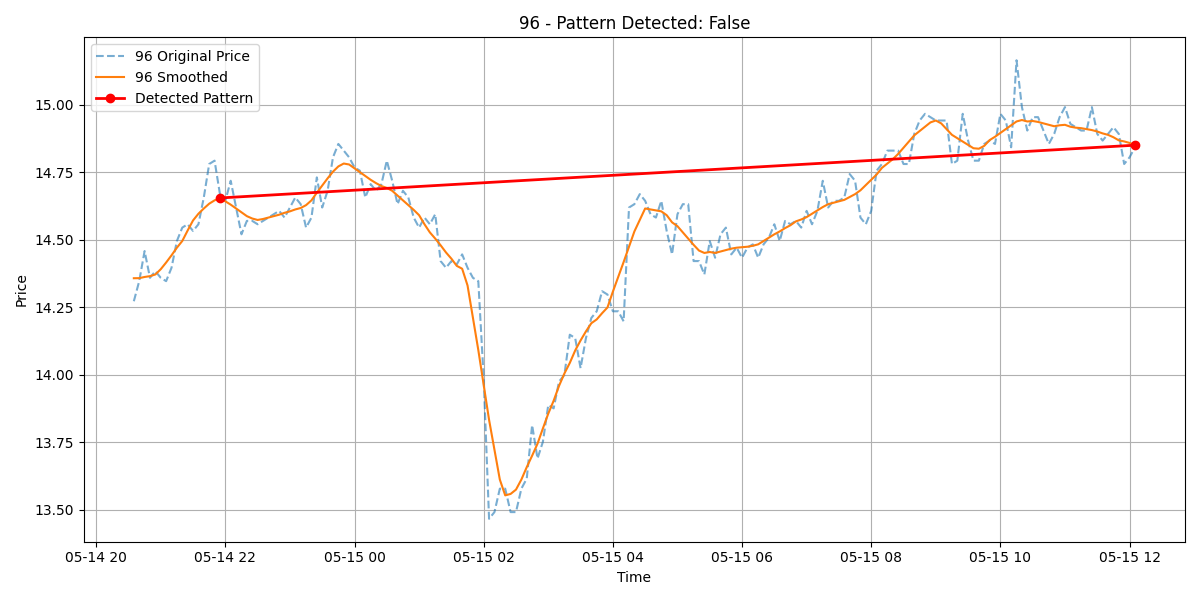 96 - Pattern Detected: False
96 Original Price
96 Smoothed
Detected Pattern
Price
15.00
14.75
14.50
14.25
14.00
13.75
13.50
05-14 20 05-14 22 05-15 00 05-15 02 05-15 04 05-15 06 05-15 08 05-15 10 05-15 12
Time